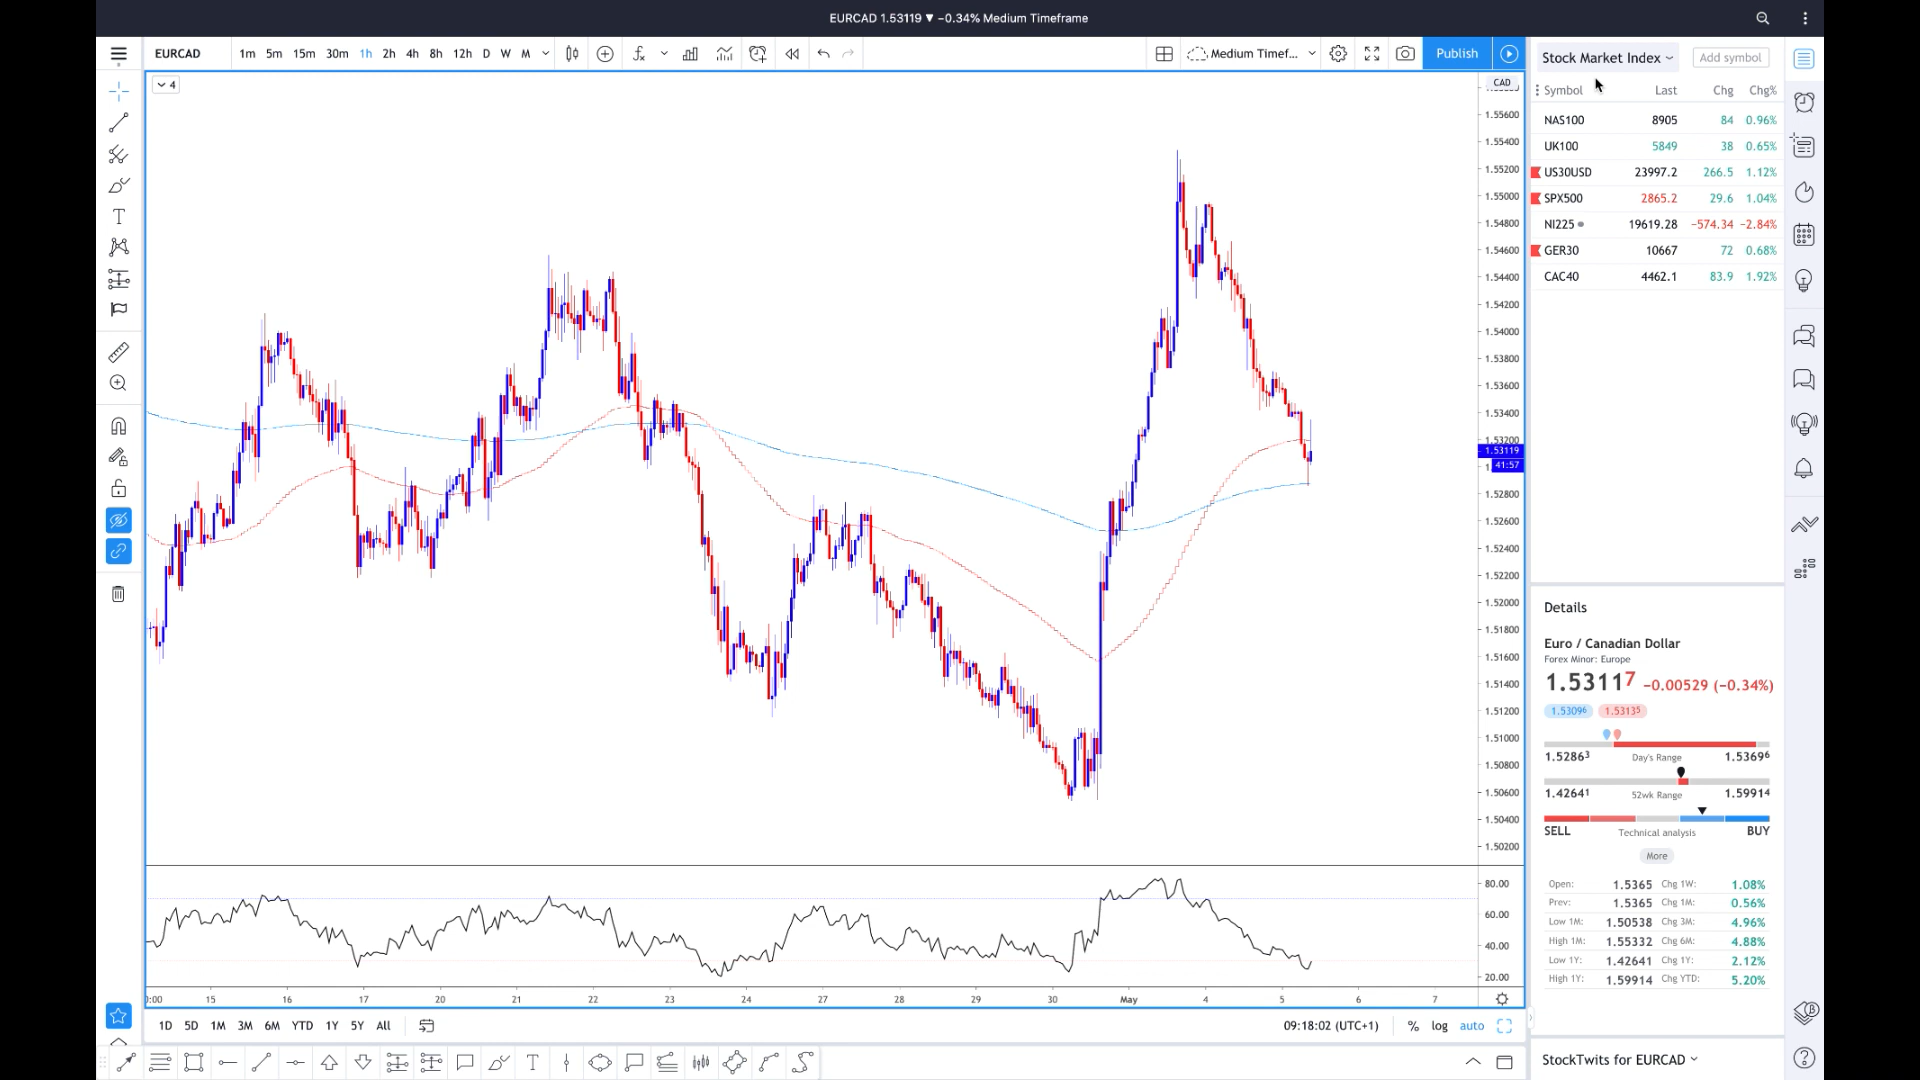 EURCAD 1.53119 ▼ −0.34% Medium Timeframe
EURCAD 1m 5m 15m 30m 1h 2h 4h 8h 12h D W M
Medium Timef...
Publish
Stock Market Index
Add symbol
4
CAD
Symbol Last Chg Chg%
NAS100 8905 84 0.96%
UK100 5849 38 0.65%
US30USD 23997.2 266.5 1.12%
SPX500 2865.2 29.6 1.04%
NI225 19619.28 −574.34 −2.84%
GER30 10667 72 0.68%
CAC40 4462.1 83.9 1.92%
1.55600
1.55400
1.55200
1.55000
1.54800
1.54600
1.54400
1.54200
1.54000
1.53800
1.53600
1.53400
1.53200
1.53119
41:57
1.52800
1.52600
1.52400
1.52200
1.52000
1.51800
1.51600
1.51400
1.51200
1.51000
1.50800
1.50600
1.50400
1.50200
80.00
60.00
40.00
20.00
Details
Euro / Canadian Dollar
Forex Minor: Europe
1.53117 −0.00529 (−0.34%)
1.53096 1.53135
1.52863 Day's Range 1.53696
1.42641 52wk Range 1.59914
SELL Technical analysis BUY
More
Open: 1.5365 Chg 1W: 1.08%
Prev: 1.5365 Chg 1M: 0.56%
Low 1M: 1.50538 Chg 3M: 4.96%
High 1M: 1.55332 Chg 6M: 4.88%
Low 1Y: 1.42641 Chg 1Y: 2.12%
High 1Y: 1.59914 Chg YTD: 5.20%
0:00 15 16 17 20 21 22 23 24 27 28 29 30 May 4 5 6 7
1D 5D 1M 3M 6M YTD 1Y 5Y All
09:18:02 (UTC+1) % log auto
StockTwits for EURCAD